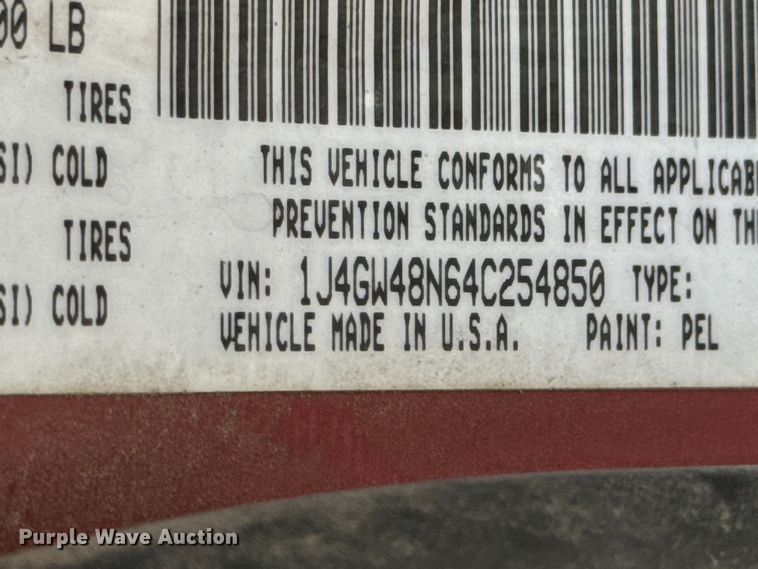 00 LB
TIRES
SI) COLD
THIS VEHICLE CONFORMS TO ALL APPLICAB
PREVENTION STANDARDS IN EFFECT ON TH
TIRES
VIN: 1J4GW48N64C254850 TYPE:
SI) COLD
VEHICLE MADE IN U.S.A. PAINT: PEL
Purple Wave Auction